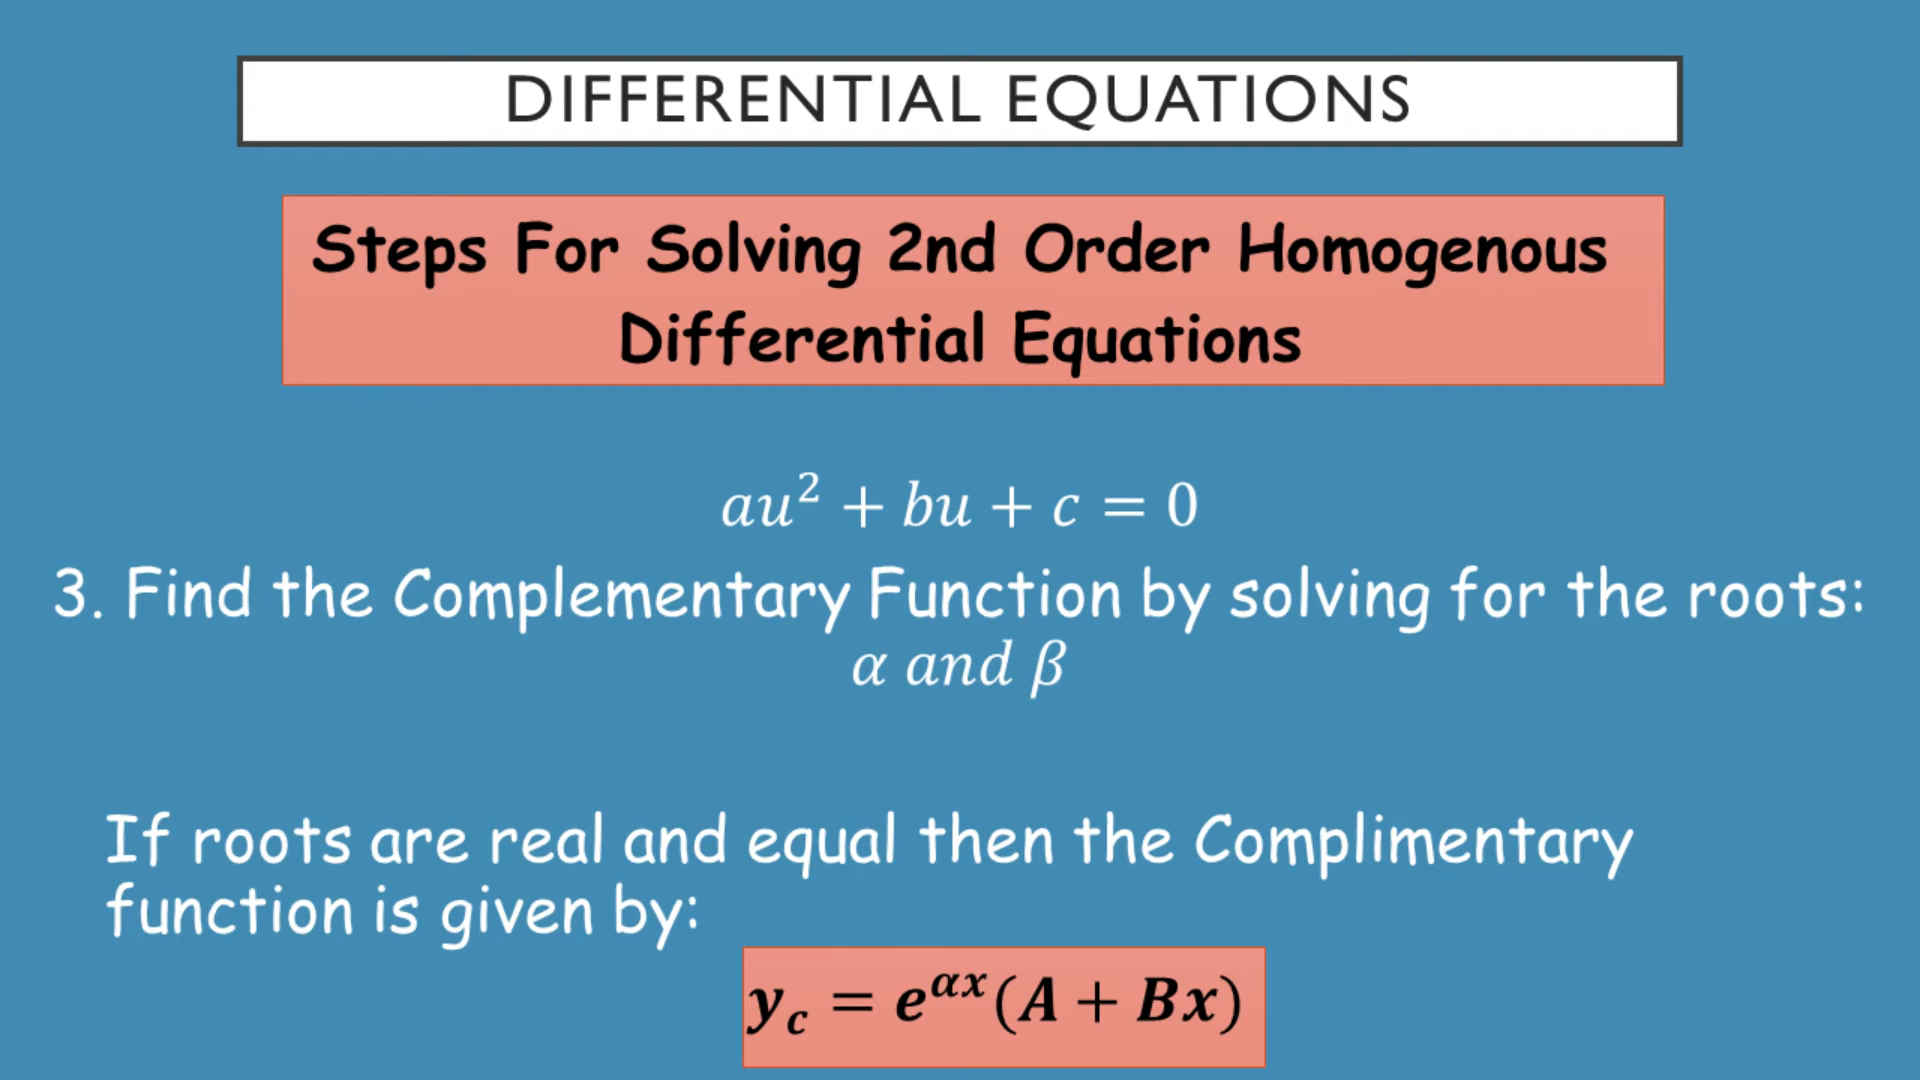 DIFFERENTIAL EQUATIONS
Steps For Solving 2nd Order Homogenous
Differential Equations
au² + bu + c = 0
3. Find the Complementary Function by solving for the roots:
α and β
If roots are real and equal then the Complimentary
function is given by:
y_c = e^{αx}(A + Bx)